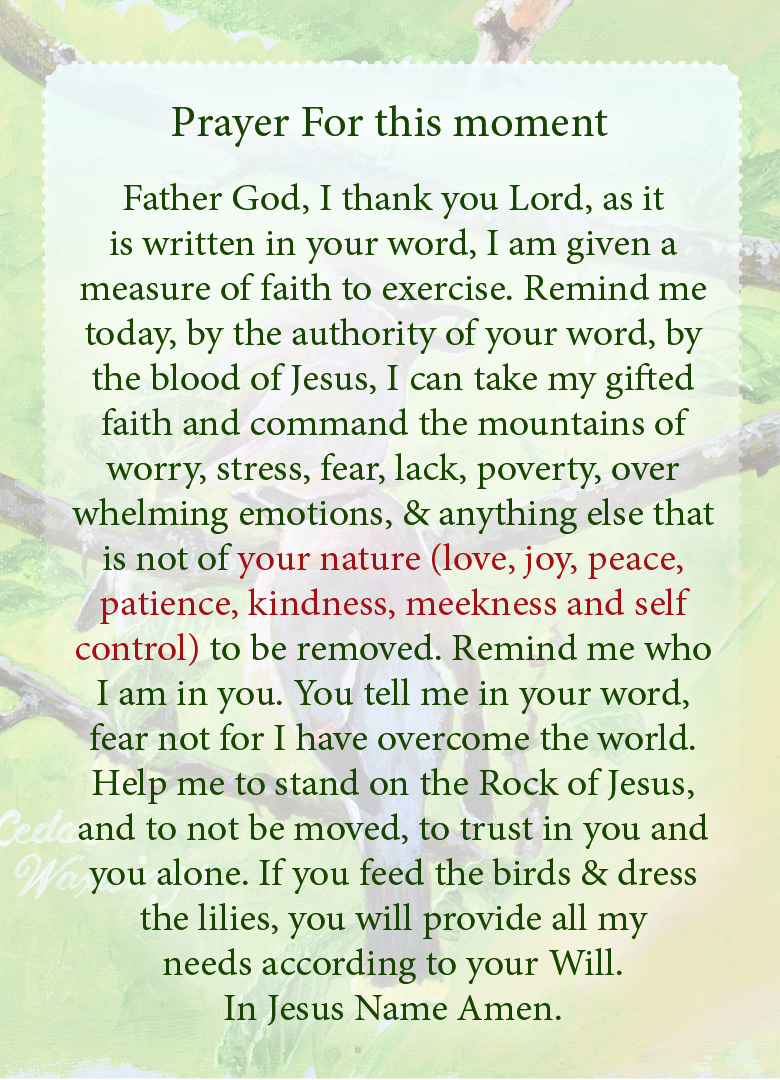 Prayer For this moment
Father God, I thank you Lord, as it
is written in your word, I am given a
measure of faith to exercise. Remind me
today, by the authority of your word, by
the blood of Jesus, I can take my gifted
faith and command the mountains of
worry, stress, fear, lack, poverty, over
whelming emotions, & anything else that
is not of your nature (love, joy, peace,
patience, kindness, meekness and self
control) to be removed. Remind me who
I am in you. You tell me in your word,
fear not for I have overcome the world.
Help me to stand on the Rock of Jesus,
and to not be moved, to trust in you and
you alone. If you feed the birds & dress
the lilies, you will provide all my
needs according to your Will.
In Jesus Name Amen.